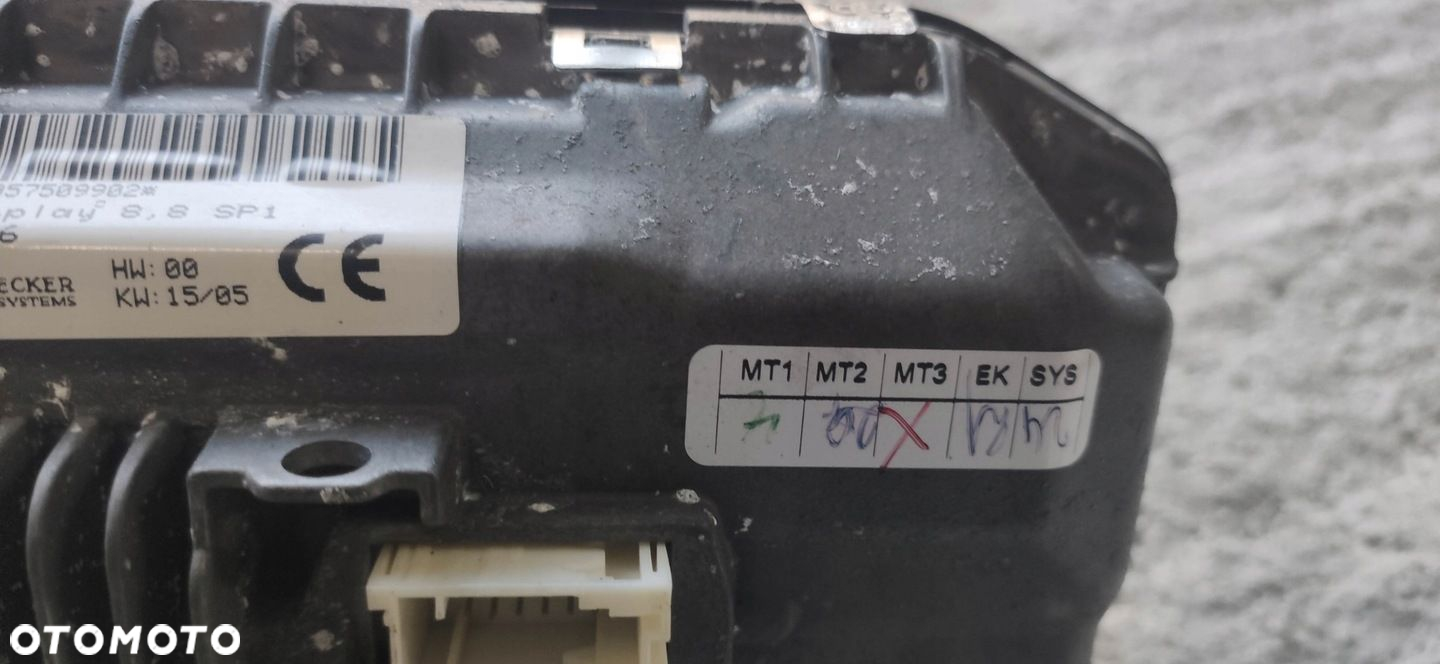 57509902*
play² 8,8 SP1
6
ECKER
SYSTEMS
HW: 00
KW: 15/05
CE
MT1 MT2 MT3 EK SYS
OTOMOTO